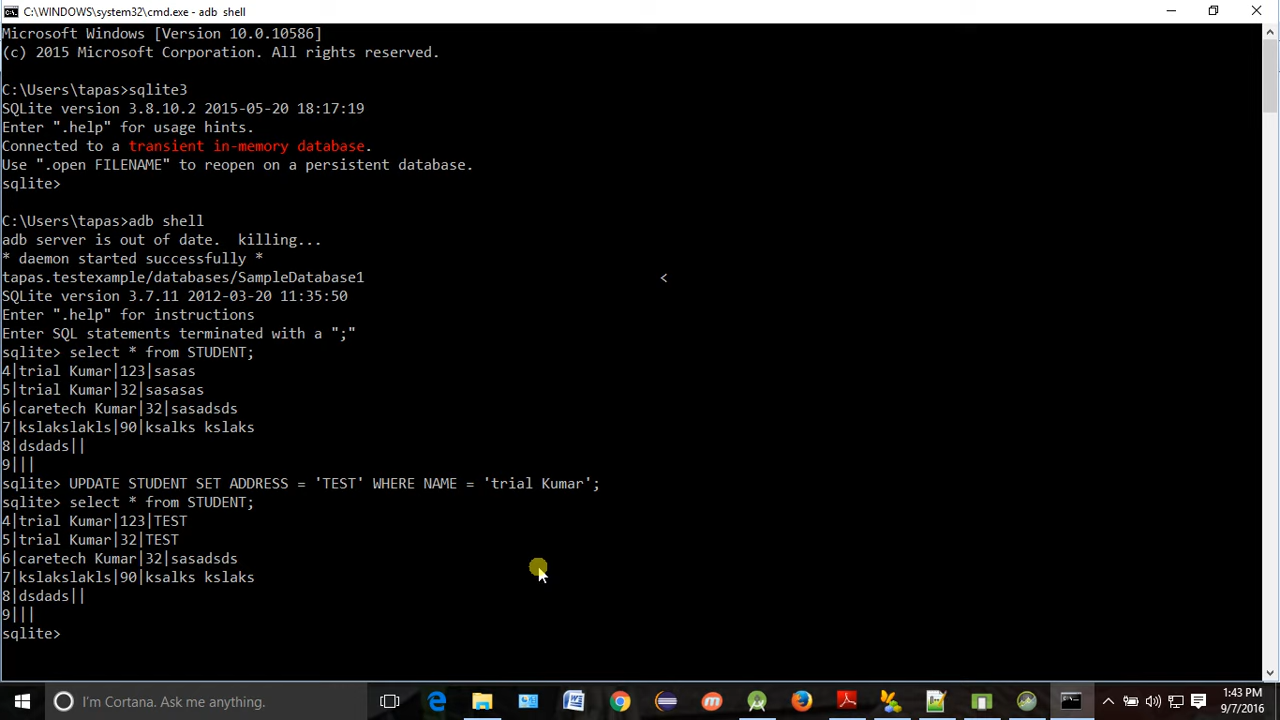 C:\WINDOWS\system32\cmd.exe - adb shell
Microsoft Windows [Version 10.0.10586]
(c) 2015 Microsoft Corporation. All rights reserved.
C:\Users\tapas>sqlite3
SQLite version 3.8.10.2 2015-05-20 18:17:19
Enter ".help" for usage hints.
Connected to a transient in-memory database.
Use ".open FILENAME" to reopen on a persistent database.
sqlite>
C:\Users\tapas>adb shell
adb server is out of date.  killing...
* daemon started successfully *
tapas.testexample/databases/SampleDatabase1 <
SQLite version 3.7.11 2012-03-20 11:35:50
Enter ".help" for instructions
Enter SQL statements terminated with a ";"
sqlite> select * from STUDENT;
4|trial Kumar|123|sasas
5|trial Kumar|32|sasasas
6|caretech Kumar|32|sasadsds
7|kslakslakls|90|ksalks kslaks
8|dsdads||
9|||
sqlite> UPDATE STUDENT SET ADDRESS = 'TEST' WHERE NAME = 'trial Kumar';
sqlite> select * from STUDENT;
4|trial Kumar|123|TEST
5|trial Kumar|32|TEST
6|caretech Kumar|32|sasadsds
7|kslakslakls|90|ksalks kslaks
8|dsdads||
9|||
sqlite>
I'm Cortana. Ask me anything.
1:43 PM
9/7/2016